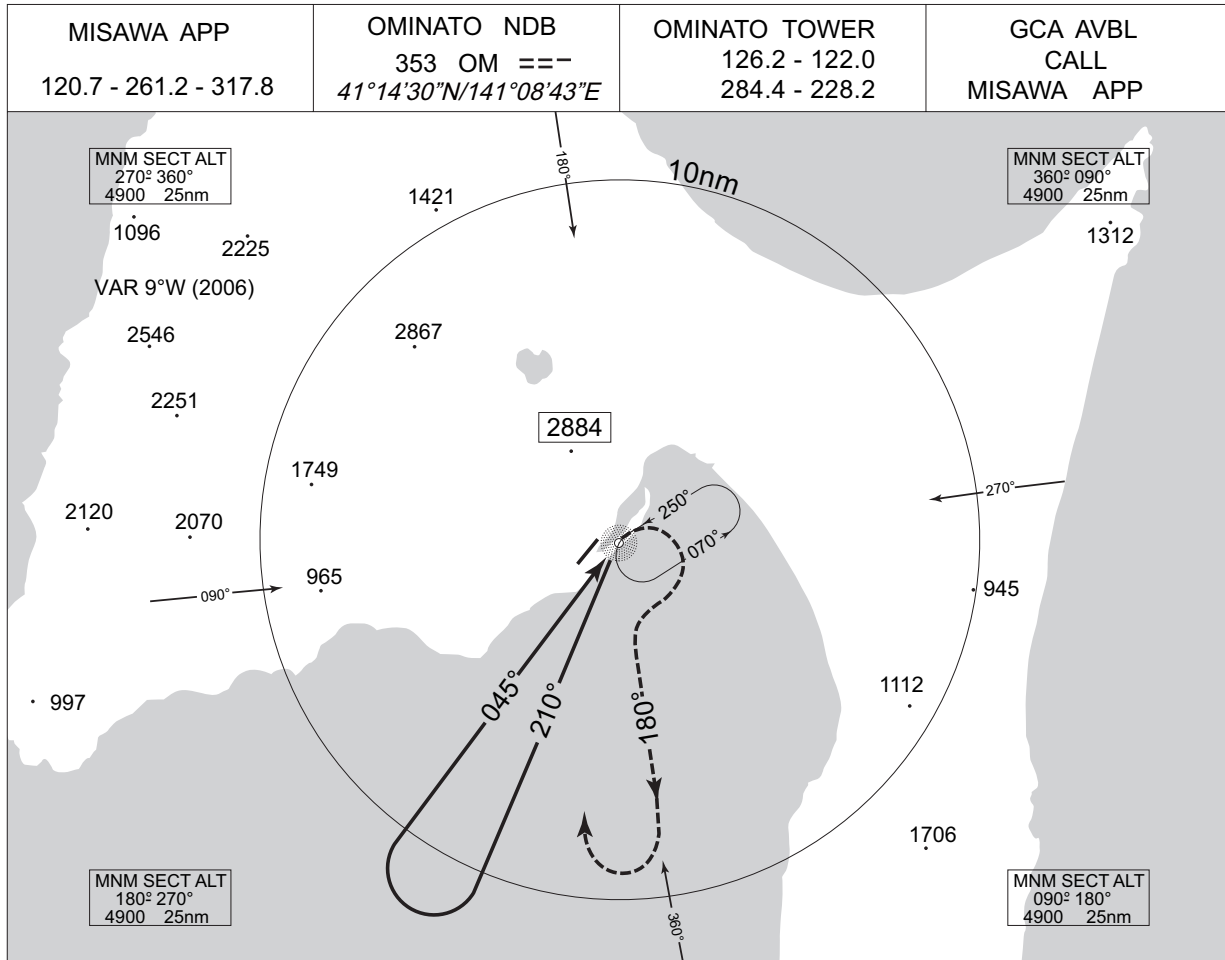 MISAWA APP
120.7 - 261.2 - 317.8
OMINATO NDB
353 OM ==−
41°14'30"N/141°08'43"E
OMINATO TOWER
126.2 - 122.0
284.4 - 228.2
GCA AVBL
CALL
MISAWA APP
MNM SECT ALT
270º 360°
4900 25nm
180°
10nm
MNM SECT ALT
360º 090°
4900 25nm
1421
1096
2225
1312
VAR 9°W (2006)
2546
2867
2251
2884
1749
2120
2070
250°
070°
270°
965
090°
945
997
045°
210°
180°
1112
1706
MNM SECT ALT
180º 270°
4900 25nm
360°
MNM SECT ALT
090º 180°
4900 25nm